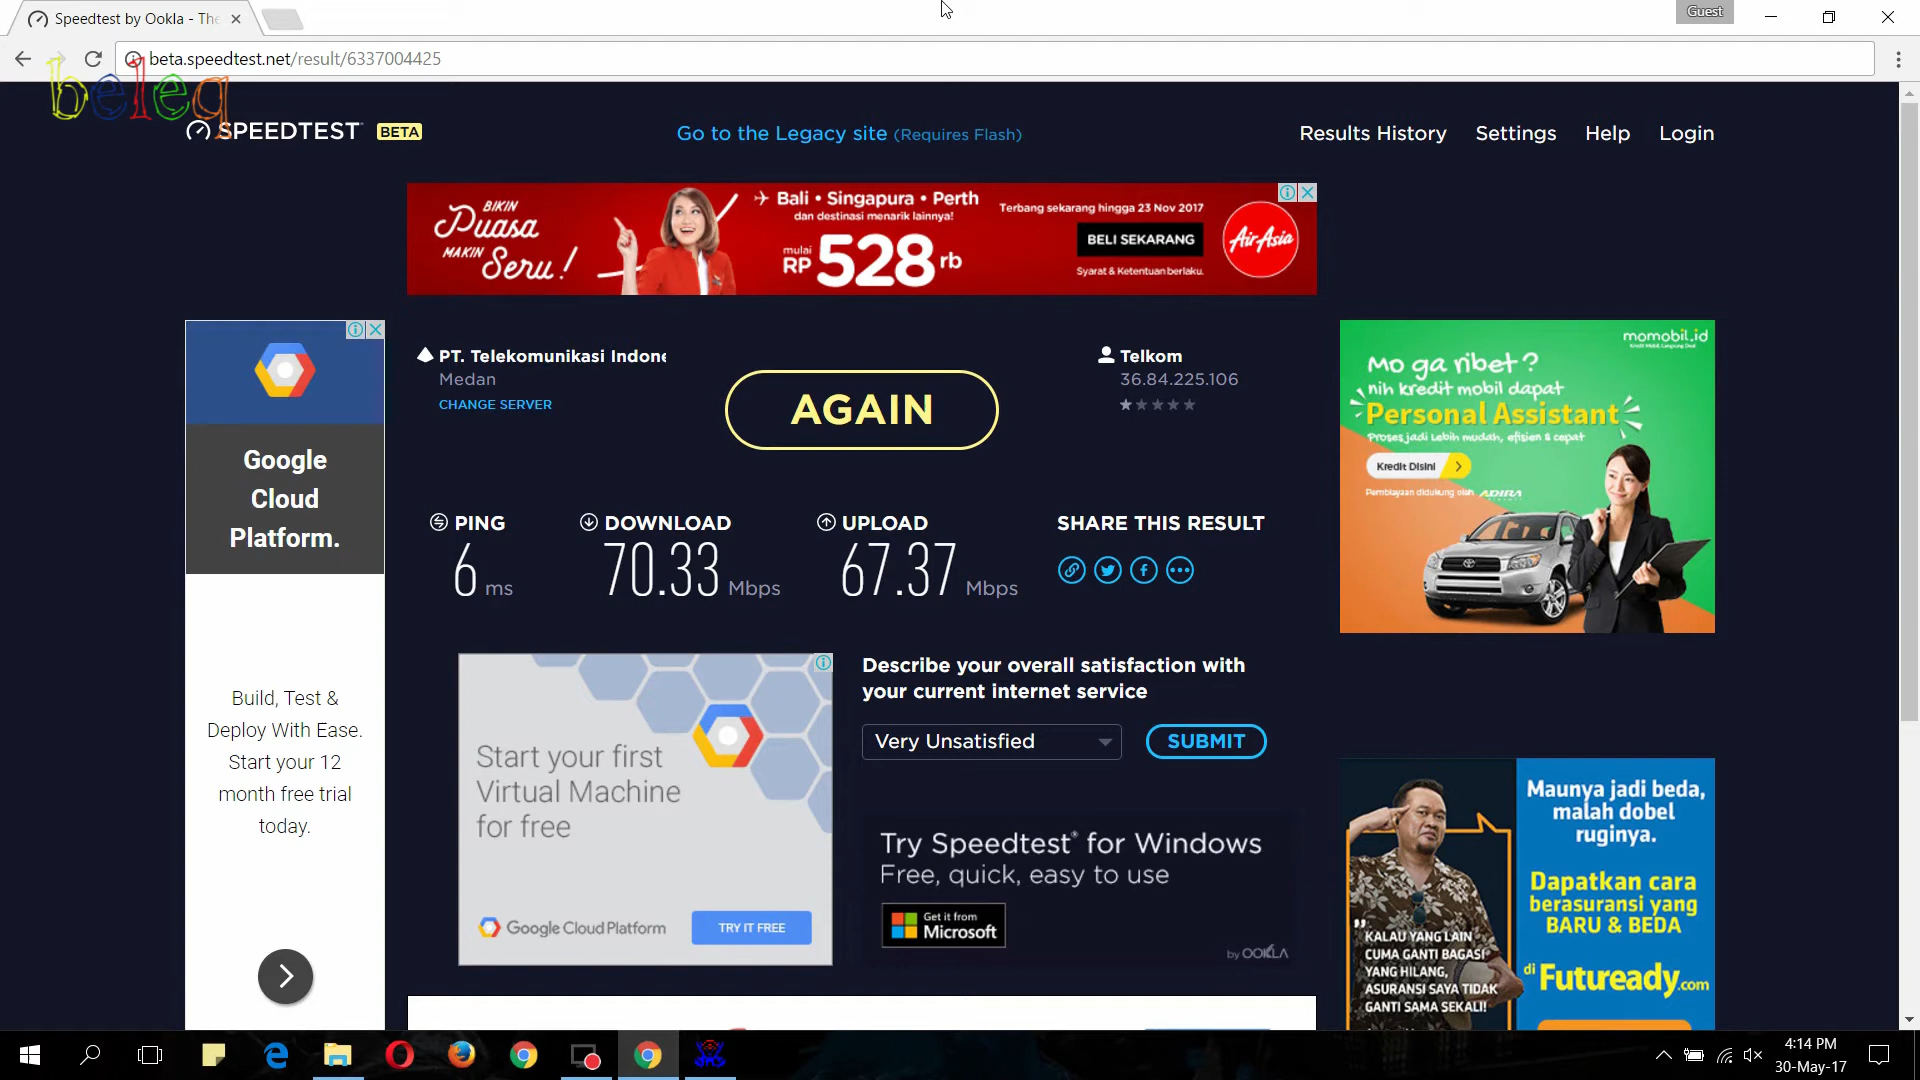 Speedtest by Ookla - The
Guest
beta.speedtest.net/result/6337004425
beleq
SPEEDTEST BETA
Go to the Legacy site (Requires Flash)
Results History Settings Help Login
BIKIN
Puasa
MAKIN
Seru!
Bali • Singapura • Perth
dan destinasi menarik lainnya!
mulai
RP 528 rb
Terbang sekarang hingga 23 Nov 2017
BELI SEKARANG
Syarat & Ketentuan berlaku.
AirAsia
Google
Cloud
Platform.
Build, Test &
Deploy With Ease.
Start your 12
month free trial
today.
PT. Telekomunikasi Indone
Medan
CHANGE SERVER
AGAIN
Telkom
36.84.225.106
PING
6 ms
DOWNLOAD
70.33 Mbps
UPLOAD
67.37 Mbps
SHARE THIS RESULT
Start your first
Virtual Machine
for free
Google Cloud Platform
TRY IT FREE
Describe your overall satisfaction with
your current internet service
Very Unsatisfied
SUBMIT
Try Speedtest® for Windows
Free, quick, easy to use
Get it from
Microsoft
by OOKLA
momobil.id
Mo ga ribet?
nih kredit mobil dapat
Personal Assistant
Proses jadi lebih mudah, efisien & cepat
Kredit Disini
Pembiayaan didukung oleh ADIRA
Maunya jadi beda,
malah dobel
ruginya.
Dapatkan cara
berasuransi yang
BARU & BEDA
di Futuready.com
"KALAU YANG LAIN
CUMA GANTI BAGASI
YANG HILANG,
ASURANSI SAYA TIDAK
GANTI SAMA SEKALI!
4:14 PM
30-May-17